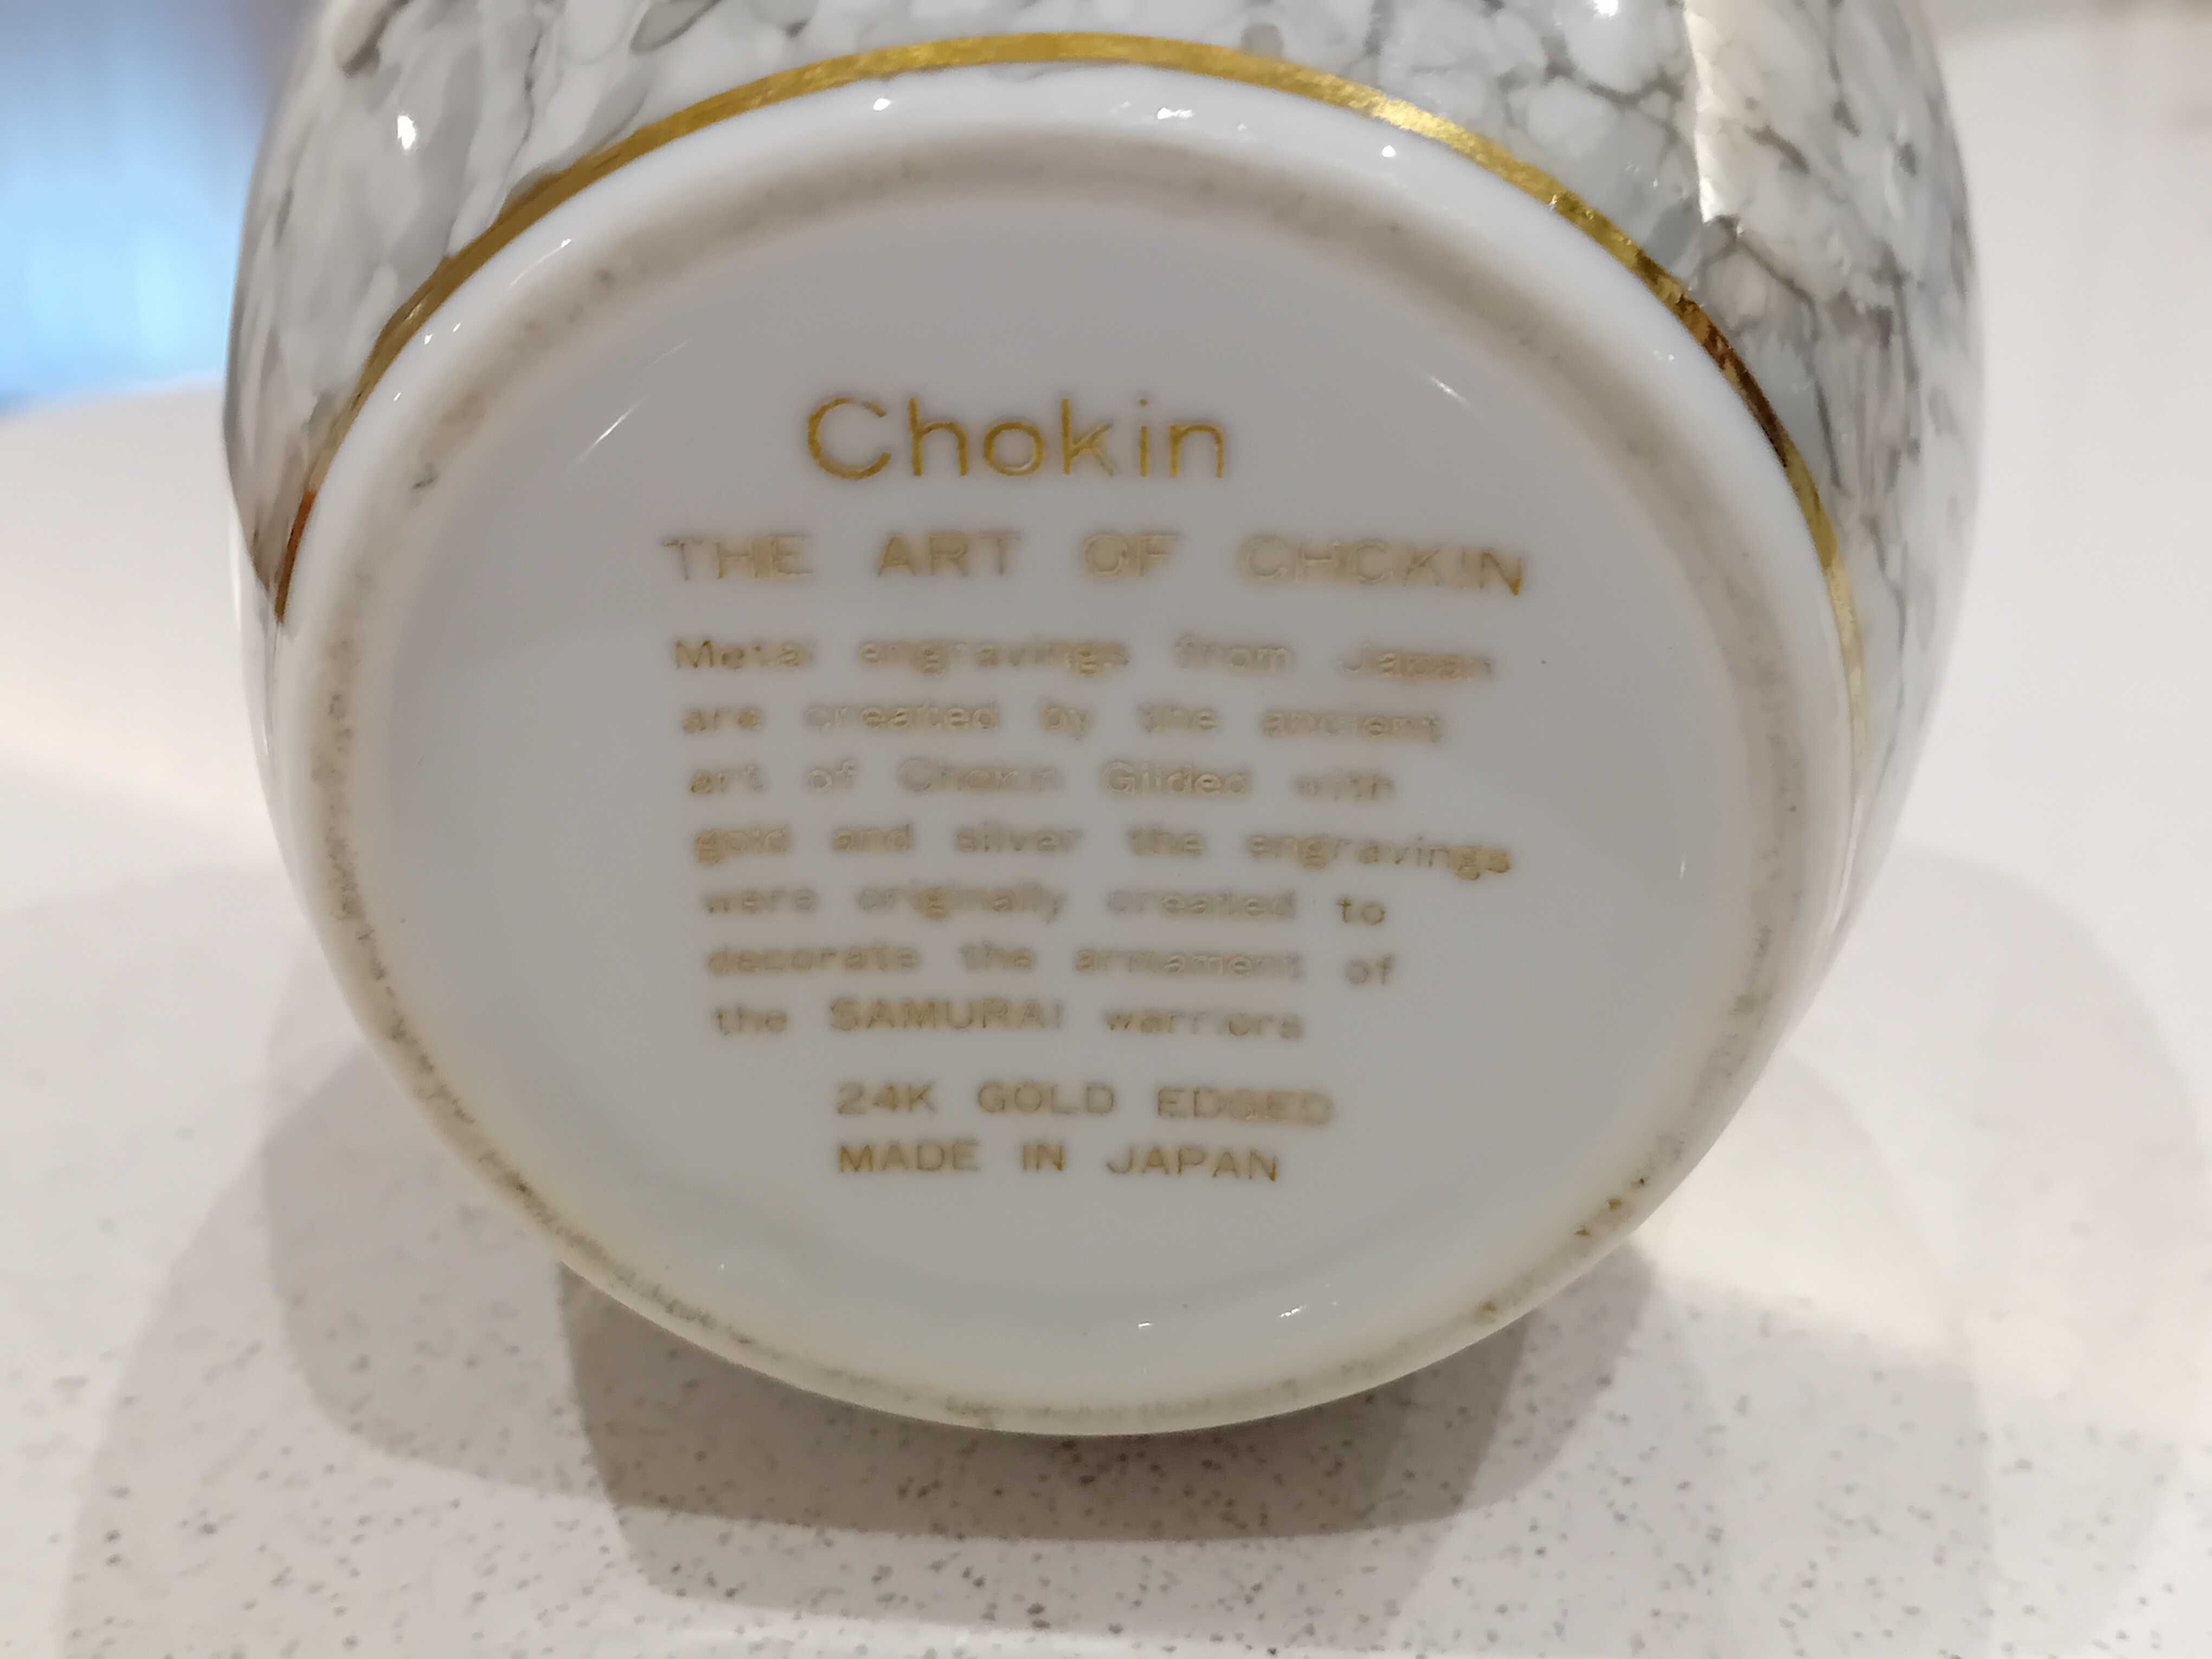 Chokin
THE ART OF CHOKIN
Metal engravings from Japan
are created by the ancient
art of Chokin Gilded with
gold and silver the engravings
were originally created to
decorate the armament of
the SAMURAI warriors
24K GOLD EDGED
MADE IN JAPAN